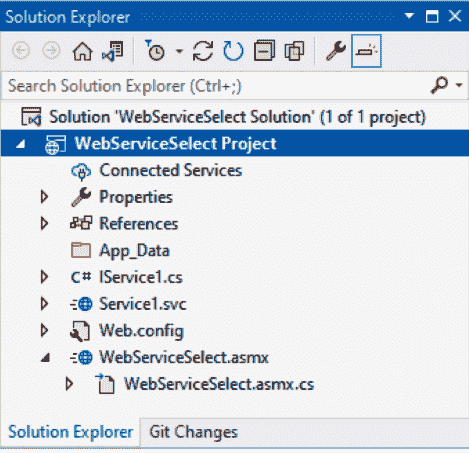 Solution Explorer
Search Solution Explorer (Ctrl+;)
Solution 'WebServiceSelect Solution' (1 of 1 project)
WebServiceSelect Project
Connected Services
Properties
References
App_Data
C# IService1.cs
Service1.svc
Web.config
WebServiceSelect.asmx
WebServiceSelect.asmx.cs
Solution Explorer Git Changes